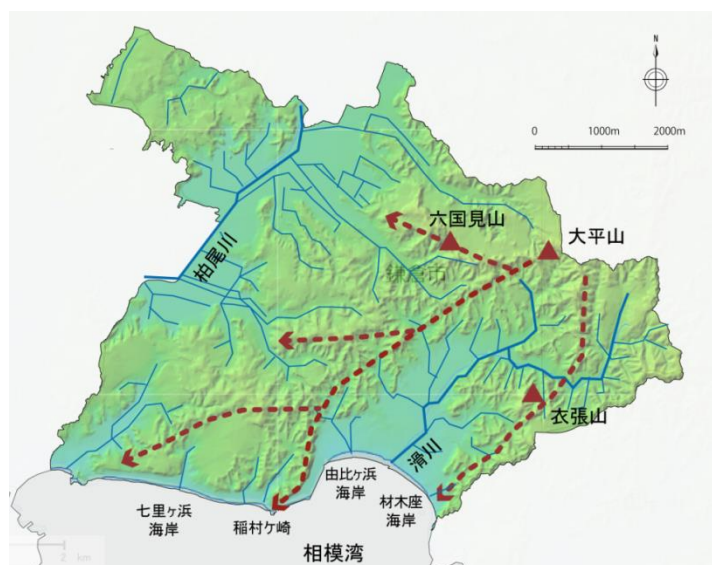 N
0
1000m
2000m
六国見山
大平山
鎌倉市
柏尾川
衣張山
滑川
由比ヶ浜
海岸
七里ヶ浜
海岸
稲村ケ崎
材木座
海岸
相模湾
2 km